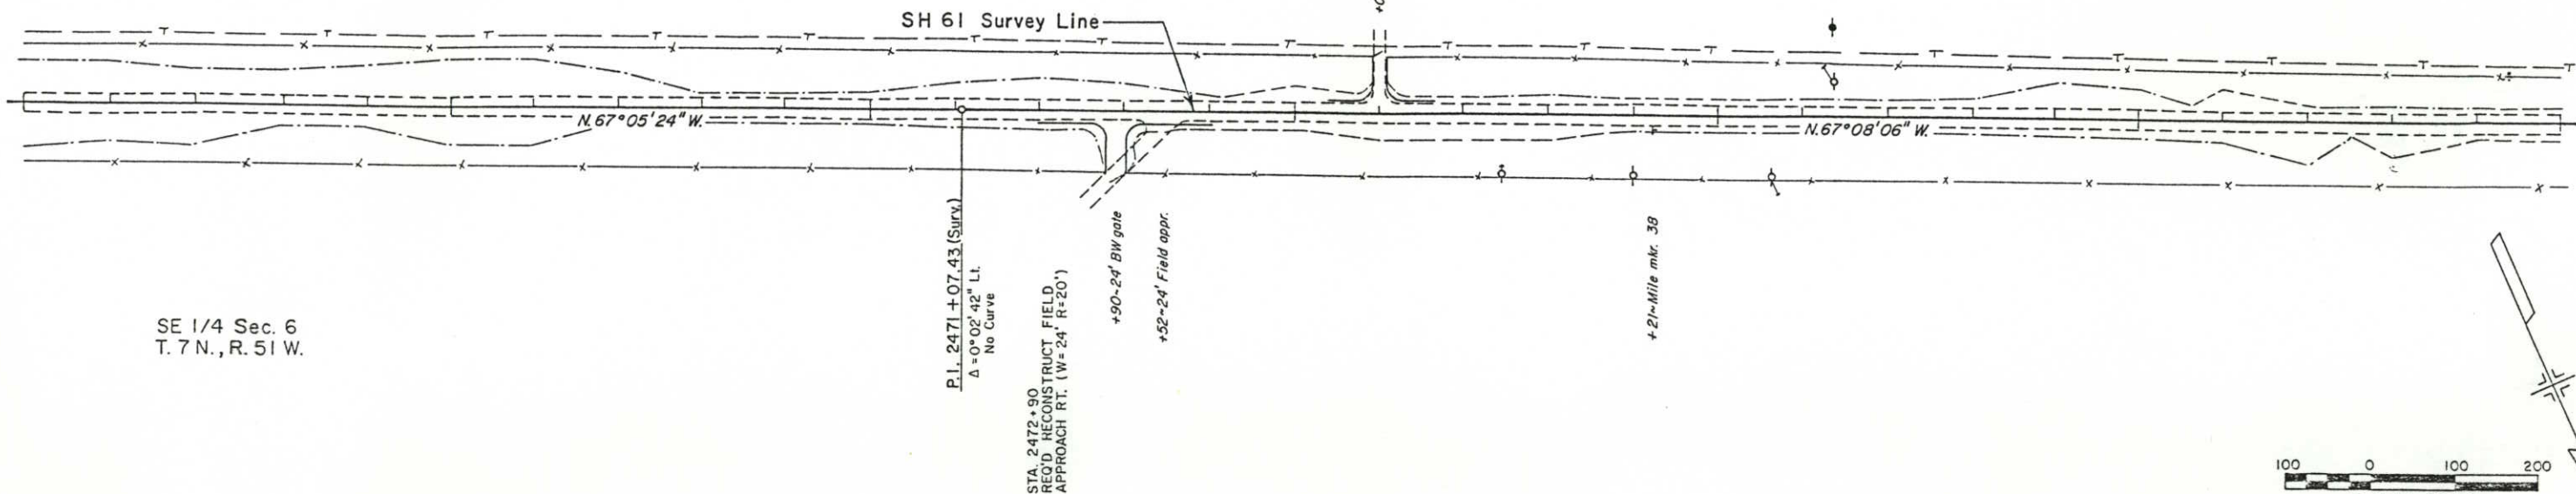 SH 61 Survey Line
N. 67°05'24" W.
N. 67°08'06" W.
P.I. 2471+07.43 (Surv.)
Δ=0°02'42" Lt.
No Curve
STA. 2472+90
REQ'D RECONSTRUCT FIELD
APPROACH RT. (W=24' R=20')
+90~24' BW gate
+52~24' Field appr.
+21~Mile mkr. 38
SE 1/4 Sec. 6
T. 7 N., R. 51 W.
100 0 100 200